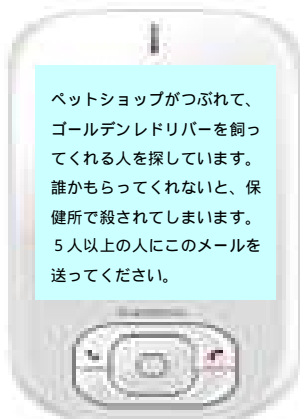 ペットショップがつぶれて、
ゴールデンレドリバーを飼っ
てくれる人を探しています。
誰かもらってくれないと、保
健所で殺されてしまいます。
５人以上の人にこのメールを
送ってください。